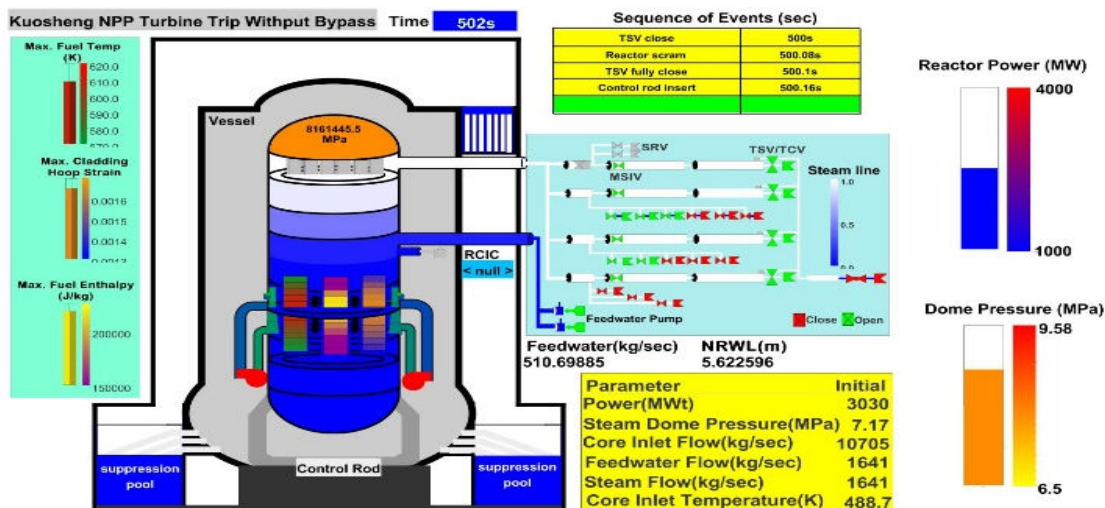 Kuosheng NPP Turbine Trip Withput Bypass
Time
502s
Sequence of Events (sec)
TSV close 500s
Reactor scram 500.08s
TSV fully close 500.1s
Control rod insert 500.16s
Max. Fuel Temp
(K)
620.0
610.0
600.0
590.0
580.0
570.0
Max. Cladding
Hoop Strain
0.0016
0.0015
0.0014
0.0013
Max. Fuel Enthalpy
(J/kg)
200000
150000
Vessel
8161445.5
MPa
RCIC
< null >
SRV
MSIV
TSV/TCV
Steam line
1.0
0.5
0.0
Feedwater Pump
Close
Open
Feedwater(kg/sec) NRWL(m)
510.69885 5.622596
Parameter Initial
Power(MWt) 3030
Steam Dome Pressure(MPa) 7.17
Core Inlet Flow(kg/sec) 10705
Feedwater Flow(kg/sec) 1641
Steam Flow(kg/sec) 1641
Core Inlet Temperature(K) 488.7
suppression
pool
Control Rod
suppression
pool
Reactor Power (MW)
4000
1000
Dome Pressure (MPa)
9.58
6.5